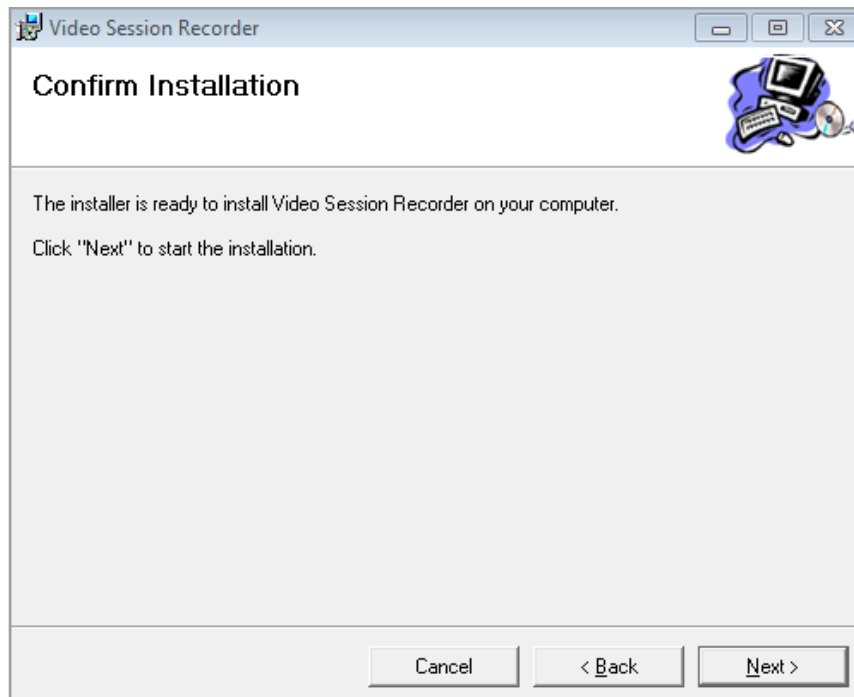 Video Session Recorder
Confirm Installation
The installer is ready to install Video Session Recorder on your computer.
Click "Next" to start the installation.
Cancel
< Back
Next >